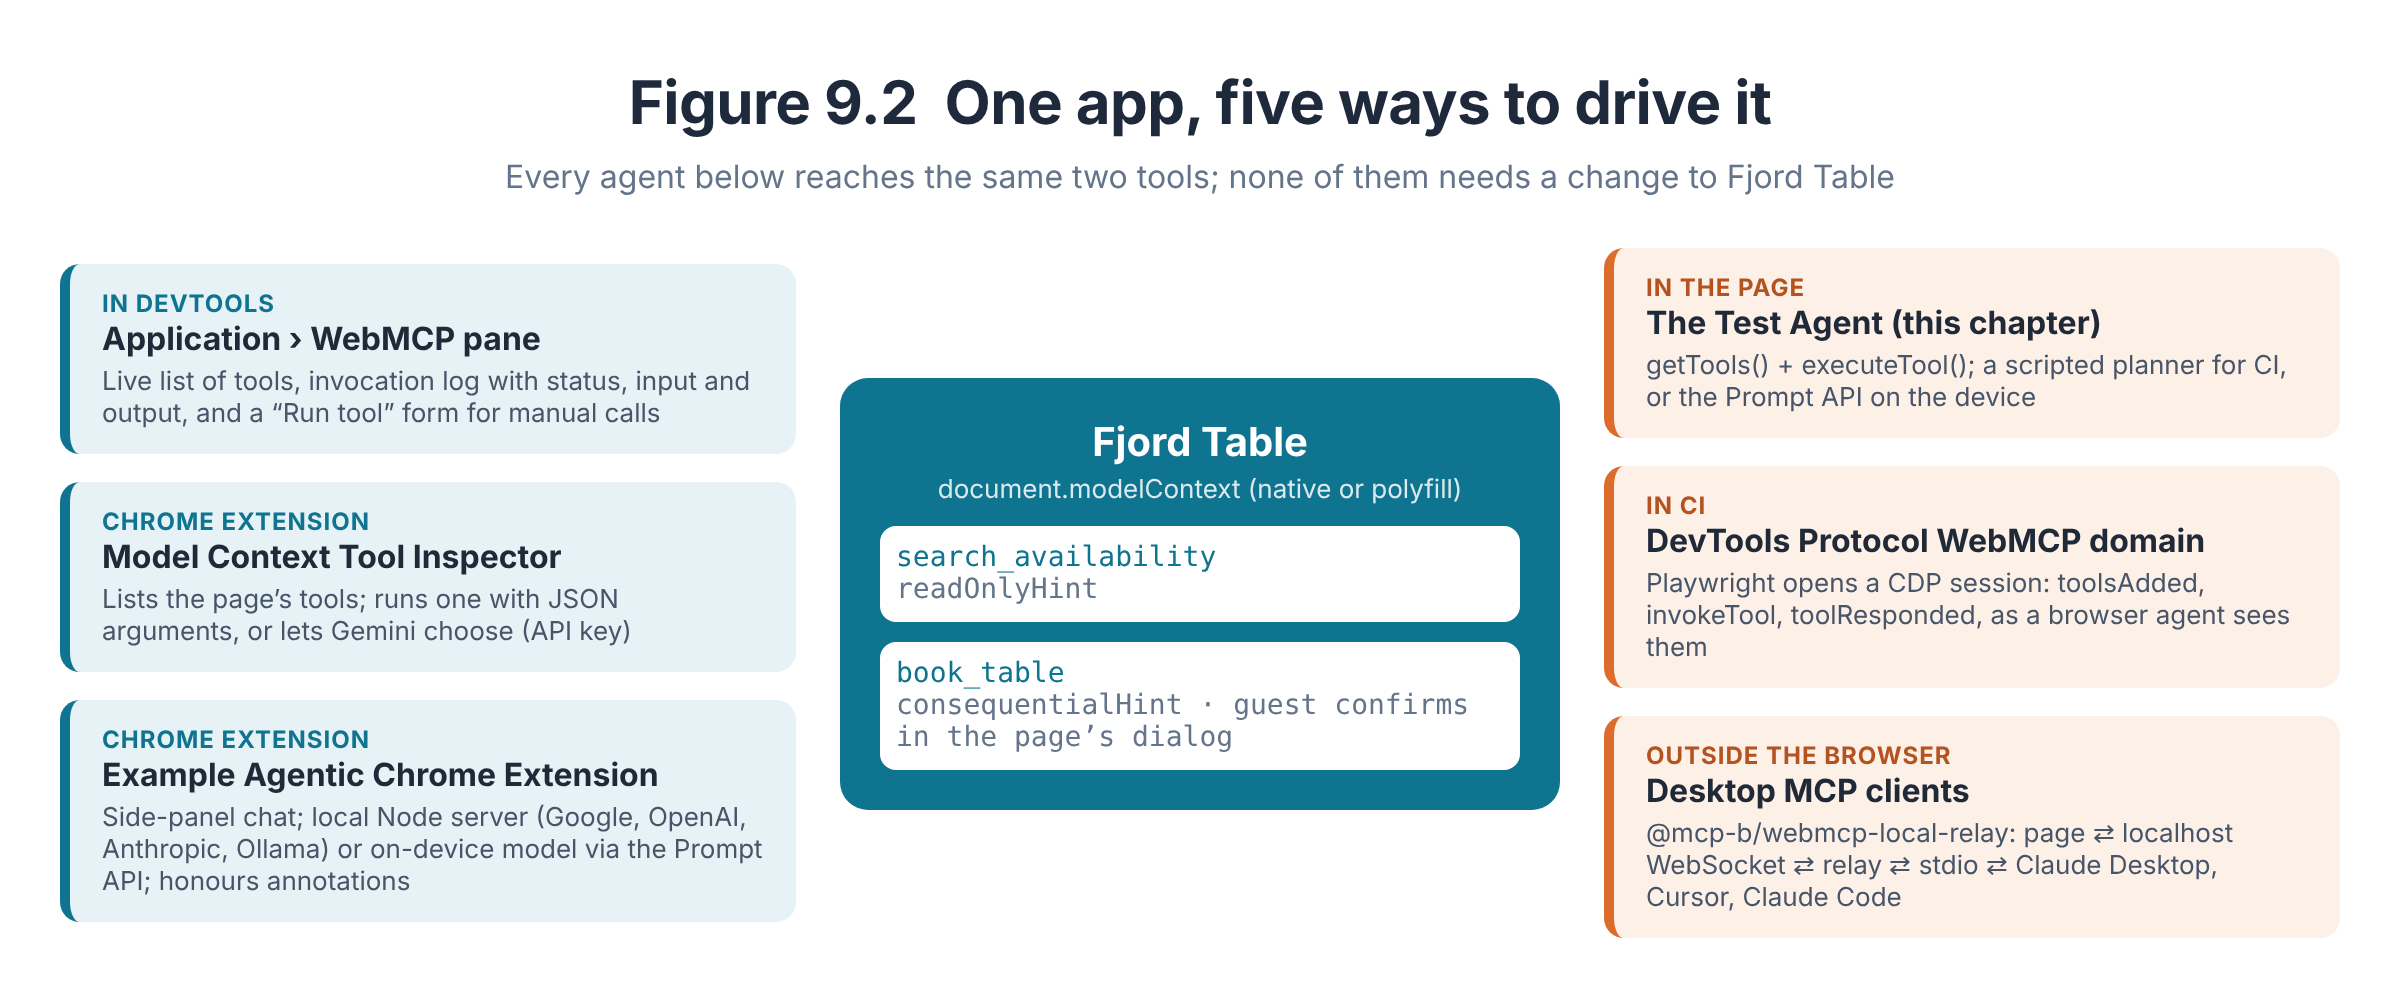 Figure 9.2  One app, five ways to drive it
Every agent below reaches the same two tools; none of them needs a change to Fjord Table
IN DEVTOOLS
Application › WebMCP pane
Live list of tools, invocation log with status, input and
output, and a “Run tool” form for manual calls
CHROME EXTENSION
Model Context Tool Inspector
Lists the page’s tools; runs one with JSON
arguments, or lets Gemini choose (API key)
CHROME EXTENSION
Example Agentic Chrome Extension
Side-panel chat; local Node server (Google, OpenAI,
Anthropic, Ollama) or on-device model via the Prompt
API; honours annotations
Fjord Table
document.modelContext (native or polyfill)
search_availability
readOnlyHint
book_table
consequentialHint · guest confirms
in the page’s dialog
IN THE PAGE
The Test Agent (this chapter)
getTools() + executeTool(); a scripted planner for CI,
or the Prompt API on the device
IN CI
DevTools Protocol WebMCP domain
Playwright opens a CDP session: toolsAdded,
invokeTool, toolResponded, as a browser agent sees
them
OUTSIDE THE BROWSER
Desktop MCP clients
@mcp-b/webmcp-local-relay: page ⇄ localhost
WebSocket ⇄ relay ⇄ stdio ⇄ Claude Desktop,
Cursor, Claude Code